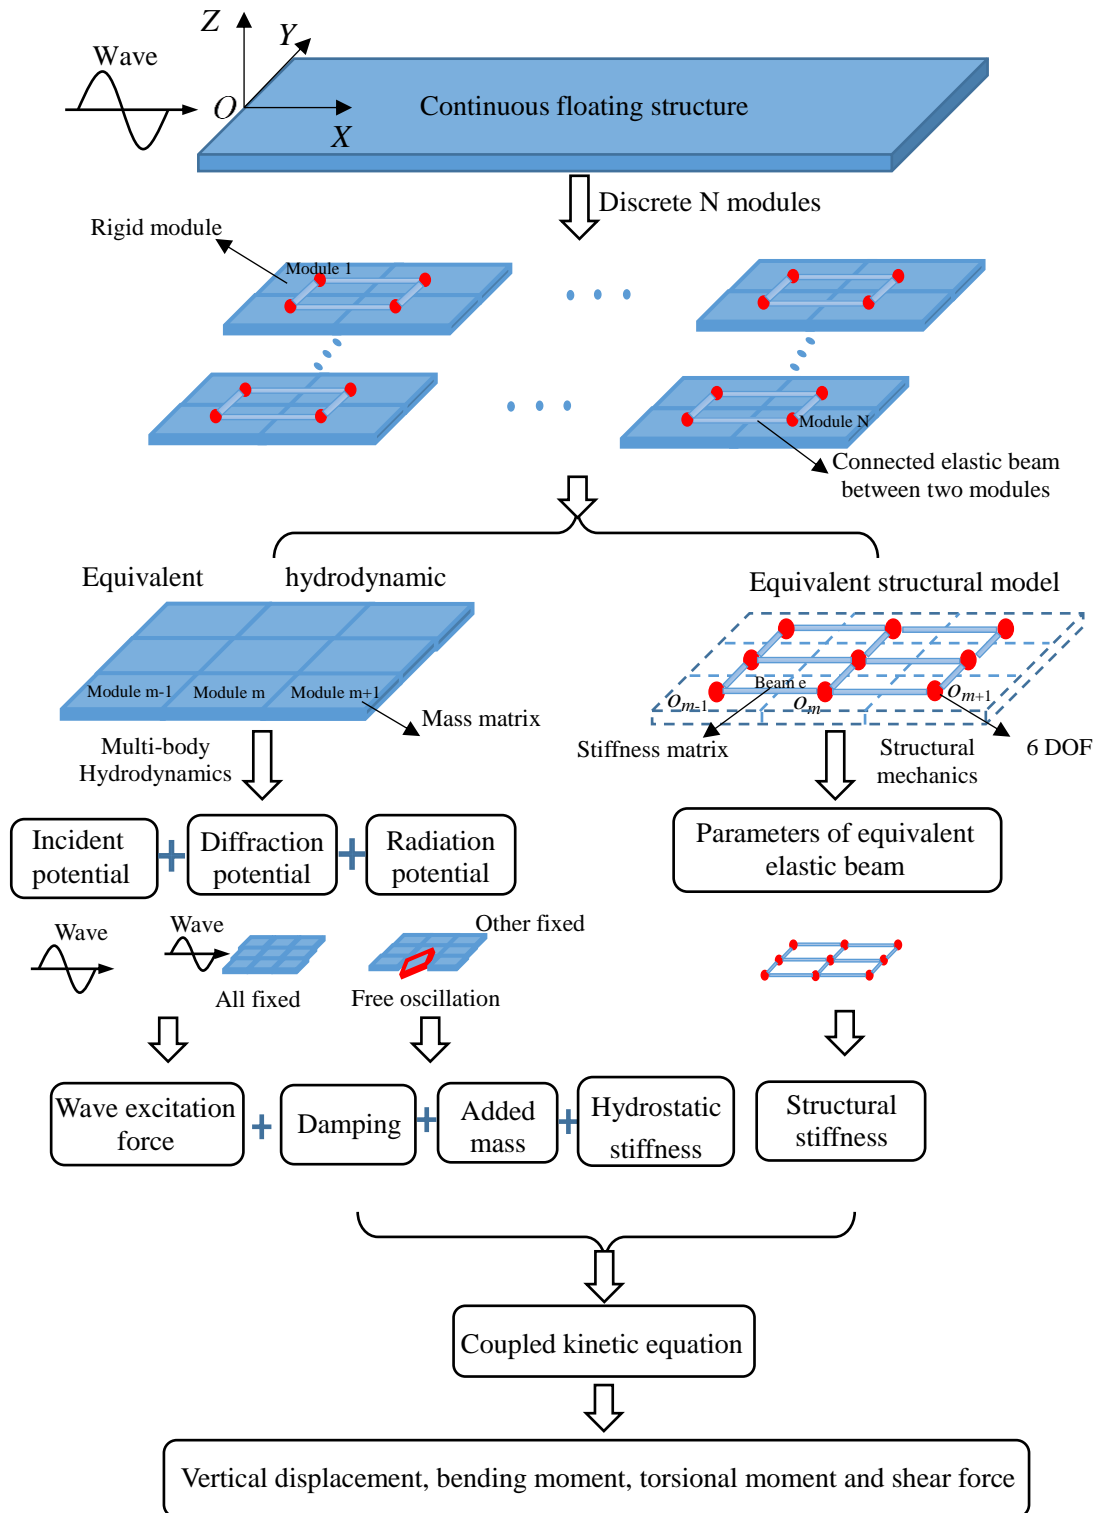 Z
Y
Wave
O
X
Continuous floating structure
Discrete N modules
Rigid module
Module 1
Module N
Connected elastic beam
between two modules
Equivalent hydrodynamic
Equivalent structural model
Module m-1 Module m Module m+1
Mass matrix
Beam e
om-1
om
om+1
Stiffness matrix
6 DOF
Multi-body
Hydrodynamics
Structural
mechanics
Incident
potential
+
Diffraction
potential
+
Radiation
potential
Parameters of equivalent
elastic beam
Wave
Wave
All fixed
Other fixed
Free oscillation
Wave excitation
force
+
Damping
+
Added
mass
+
Hydrostatic
stiffness
Structural
stiffness
Coupled kinetic equation
Vertical displacement, bending moment, torsional moment and shear force